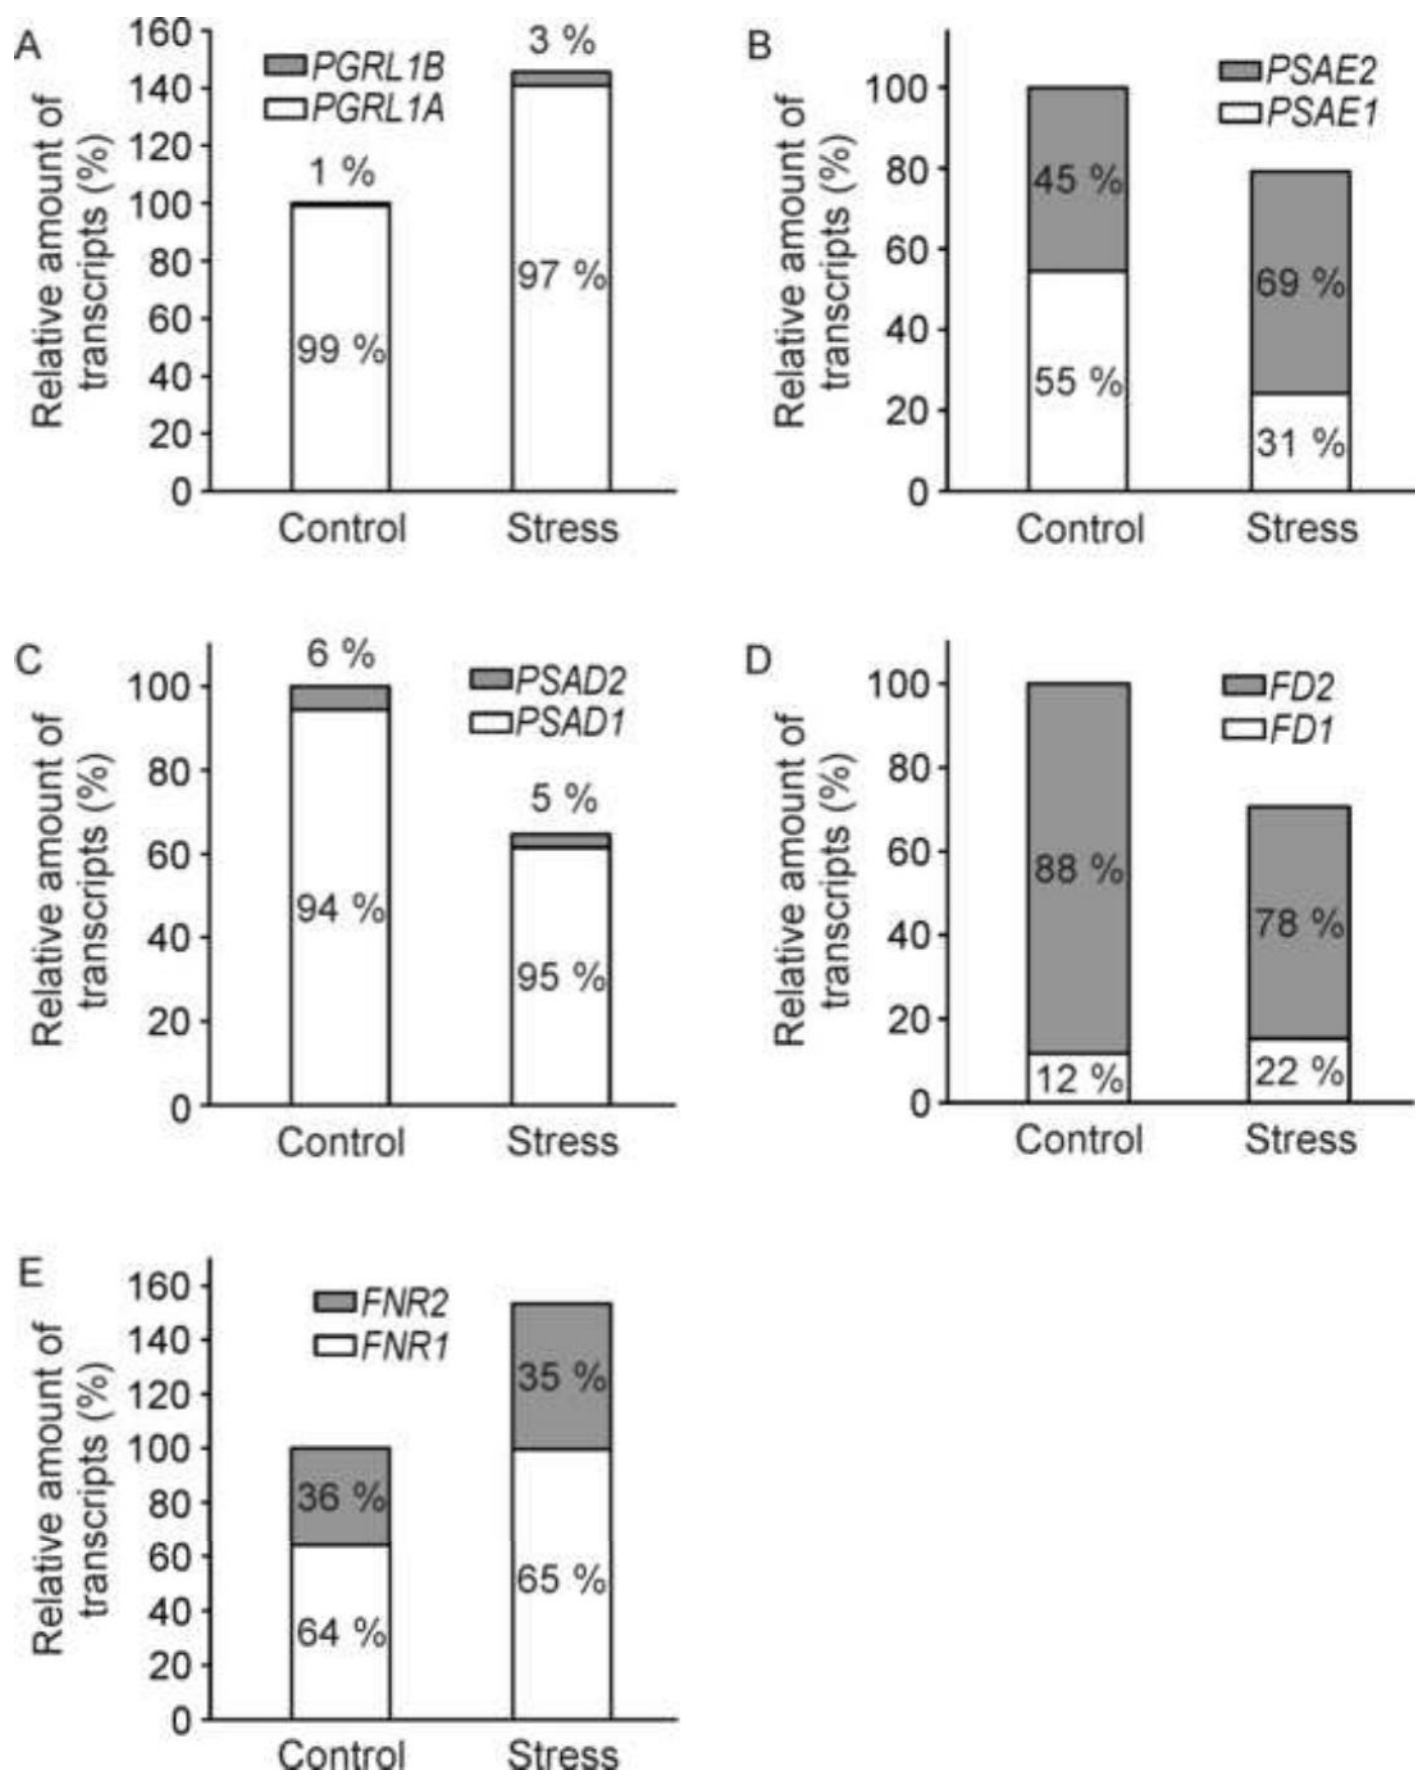 A
Relative amount of
transcripts (%)
160
140
120
100
80
60
40
20
0
PGRL1B
PGRL1A
1 %
99 %
3 %
97 %
Control
Stress
B
Relative amount of
transcripts (%)
100
80
60
40
20
0
PSAE2
PSAE1
45 %
55 %
69 %
31 %
Control
Stress
C
Relative amount of
transcripts (%)
100
80
60
40
20
0
PSAD2
PSAD1
6 %
94 %
5 %
95 %
Control
Stress
D
Relative amount of
transcripts (%)
100
80
60
40
20
0
FD2
FD1
88 %
12 %
78 %
22 %
Control
Stress
E
Relative amount of
transcripts (%)
160
140
120
100
80
60
40
20
0
FNR2
FNR1
36 %
64 %
35 %
65 %
Control
Stress